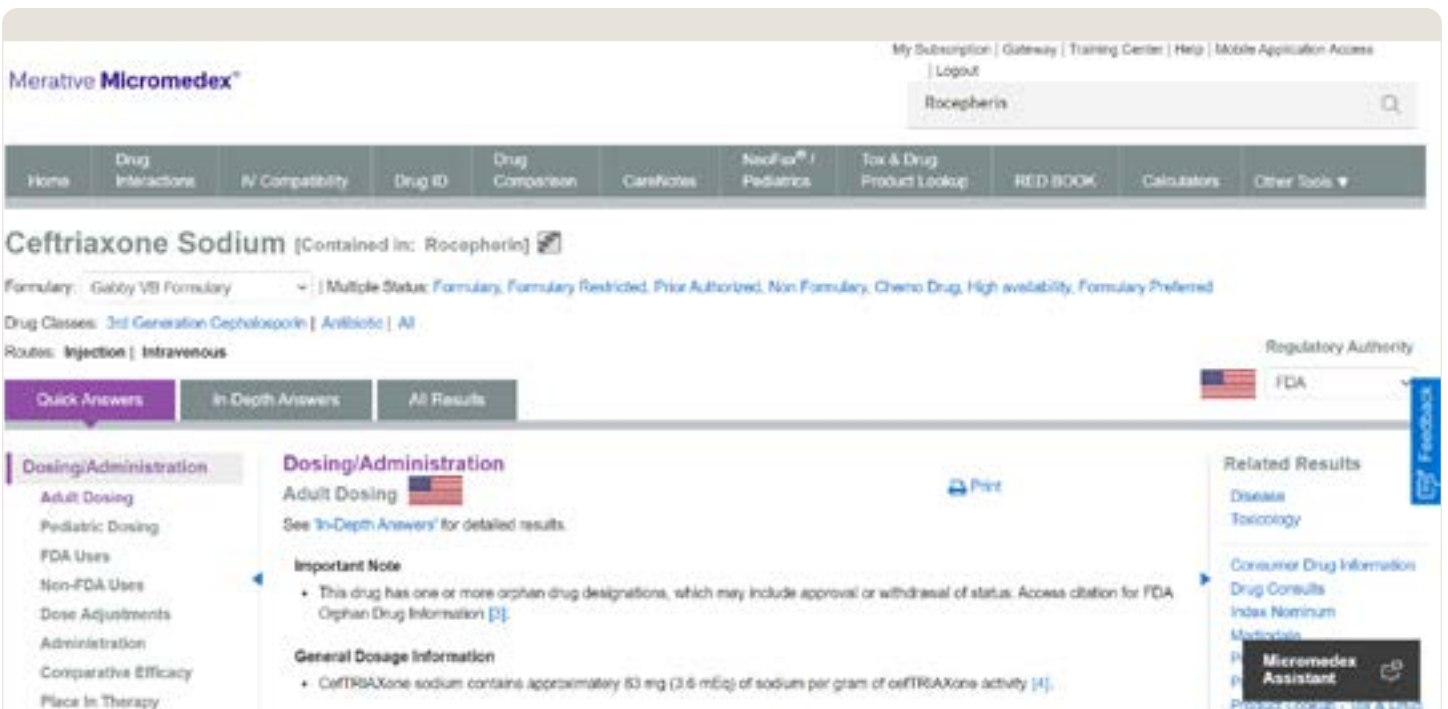 My Subscription | Gateway | Training Center | Help | Mobile Application Access
| Logout
Merative Micromedex®
Rocepherin
Home
Drug Interactions
IV Compatibility
Drug ID
Drug Comparison
CareNotes
NeoFax® / Pediatrics
Tox & Drug Product Lookup
RED BOOK
Calculators
Other Tools ▼
Ceftriaxone Sodium [Contained in: Rocepherin]
Formulary: Gabby VB Formulary | Multiple Status: Formulary, Formulary Restricted, Prior Authorized, Non Formulary, Chemo Drug, High availability, Formulary Preferred
Drug Classes: 3rd Generation Cephalosporin | Antibiotic | All
Routes: Injection | Intravenous
Regulatory Authority
FDA
Quick Answers
In-Depth Answers
All Results
Feedback
Dosing/Administration
Adult Dosing
Pediatric Dosing
FDA Uses
Non-FDA Uses
Dose Adjustments
Administration
Comparative Efficacy
Place In Therapy
Dosing/Administration
Adult Dosing
Print
See 'In-Depth Answers' for detailed results.
Important Note
• This drug has one or more orphan drug designations, which may include approval or withdrawal of status. Access citation for FDA
Orphan Drug Information [3].
General Dosage Information
• CefTRIAXone sodium contains approximately 83 mg (3.6 mEq) of sodium per gram of cefTRIAXone activity [4].
Related Results
Disease
Toxicology
Consumer Drug Information
Drug Consults
Index Nominum
Martindale
Product Lookup - Tox & Drug
Micromedex
Assistant